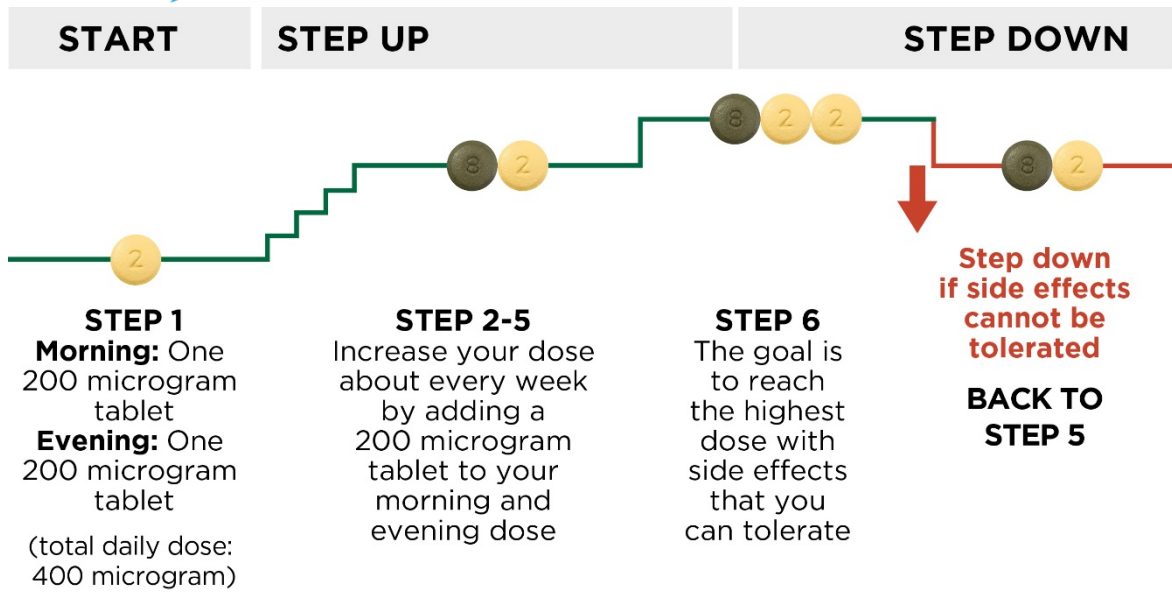 START
STEP UP
STEP DOWN
8 2 2
8 2
8 2
2
STEP 1
Morning: One
200 microgram
tablet
Evening: One
200 microgram
tablet
(total daily dose:
400 microgram)
STEP 2-5
Increase your dose
about every week
by adding a
200 microgram
tablet to your
morning and
evening dose
STEP 6
The goal is
to reach
the highest
dose with
side effects
that you
can tolerate
Step down
if side effects
cannot be
tolerated
BACK TO
STEP 5